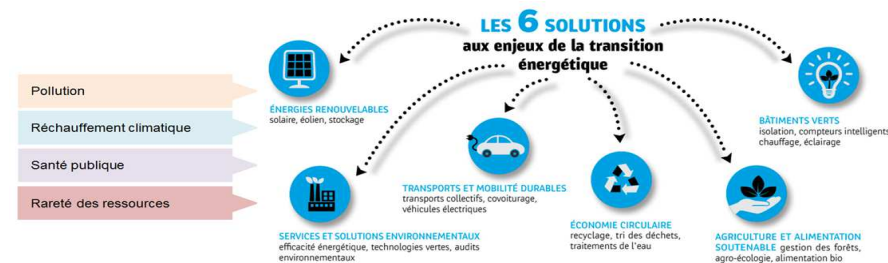 Pollution
Réchauffement climatique
Santé publique
Rareté des ressources
LES 6 SOLUTIONS
aux enjeux de la transition
énergétique
ÉNERGIES RENOUVELABLES
solaire, éolien, stockage
BÂTIMENTS VERTS
isolation, compteurs intelligents
chauffage, éclairage
TRANSPORTS ET MOBILITÉ DURABLES
transports collectifs, covoiturage,
véhicules électriques
ÉCONOMIE CIRCULAIRE
recyclage, tri des déchets,
traitements de l'eau
SERVICES ET SOLUTIONS ENVIRONNEMENTAUX
efficacité énergétique, technologies vertes, audits
environnementaux
AGRICULTURE ET ALIMENTATION
SOUTENABLE gestion des forêts,
agro-écologie, alimentation bio